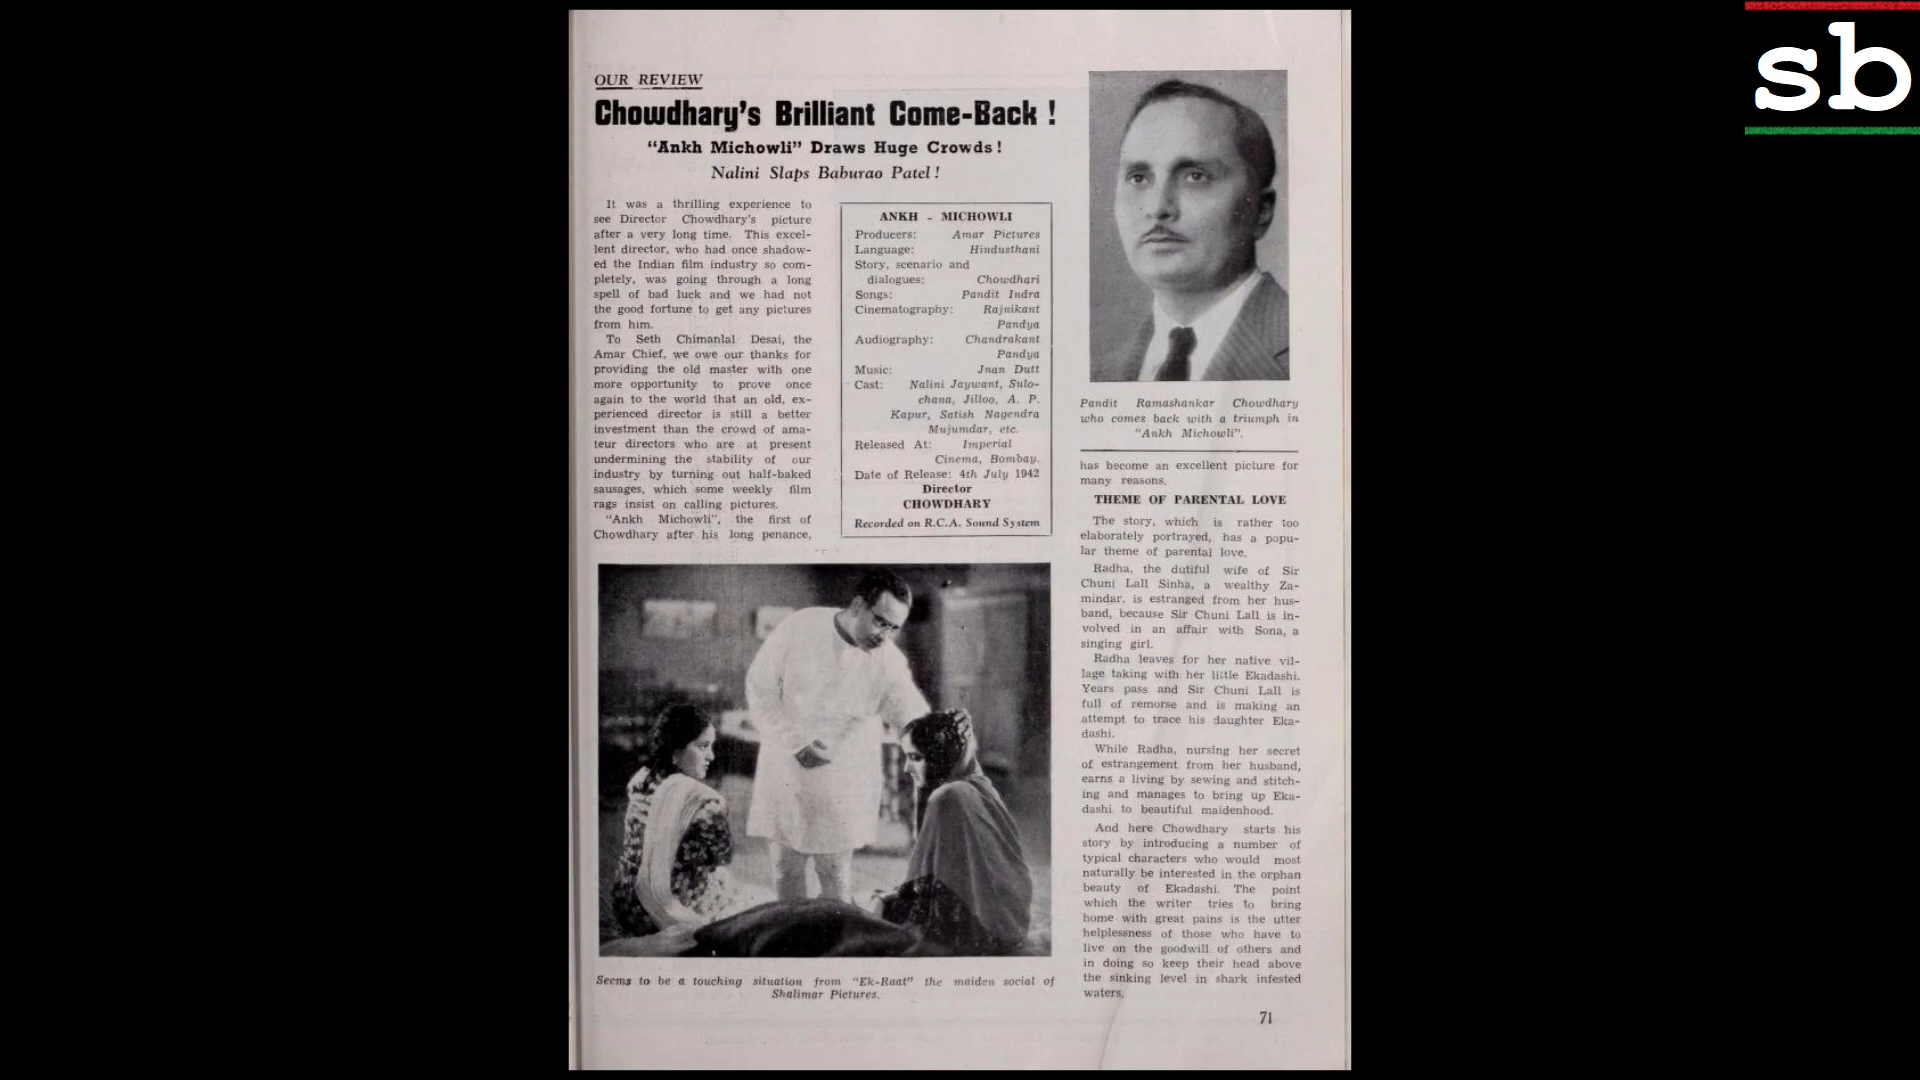 sb
OUR REVIEW
Chowdhary's Brilliant Come-Back !
"Ankh Michowli" Draws Huge Crowds !
Nalini Slaps Baburao Patel !
It was a thrilling experience to
see Director Chowdhary's picture
after a very long time. This excel-
lent director, who had once shadow-
ed the Indian film industry so com-
pletely, was going through a long
spell of bad luck and we had not
the good fortune to get any pictures
from him.
To Seth Chimanlal Desai, the
Amar Chief, we owe our thanks for
providing the old master with one
more opportunity to prove once
again to the world that an old, ex-
perienced director is still a better
investment than the crowd of ama-
teur directors who are at present
undermining the stability of our
industry by turning out half-baked
sausages, which some weekly film
rags insist on calling pictures.
"Ankh Michowli", the first of
Chowdhary after his long penance,
ANKH - MICHOWLI
Producers: Amar Pictures
Language: Hindusthani
Story, scenario and
dialogues: Chowdhari
Songs: Pandit Indra
Cinematography: Rajnikant
Pandya
Audiography: Chandrakant
Pandya
Music: Jnan Dutt
Cast: Nalini Jaywant, Sulo-
chana, Jilloo, A. P.
Kapur, Satish Nagendra
Mujumdar, etc.
Released At: Imperial
Cinema, Bombay.
Date of Release: 4th July 1942
Director
CHOWDHARY
Recorded on R.C.A. Sound System
Seems to be a touching situation from "Ek-Raat" the maiden social of
Shalimar Pictures.
Pandit Ramashankar Chowdhary
who comes back with a triumph in
"Ankh Michowli".
has become an excellent picture for
many reasons.
THEME OF PARENTAL LOVE
The story, which is rather too
elaborately portrayed, has a popu-
lar theme of parental love.
Radha, the dutiful wife of Sir
Chuni Lall Sinha, a wealthy Za-
mindar, is estranged from her hus-
band, because Sir Chuni Lall is in-
volved in an affair with Sona, a
singing girl.
Radha leaves for her native vil-
lage taking with her little Ekadashi.
Years pass and Sir Chuni Lall is
full of remorse and is making an
attempt to trace his daughter Eka-
dashi.
While Radha, nursing her secret
of estrangement from her husband,
earns a living by sewing and stitch-
ing and manages to bring up Eka-
dashi to beautiful maidenhood.
And here Chowdhary starts his
story by introducing a number of
typical characters who would most
naturally be interested in the orphan
beauty of Ekadashi. The point
which the writer tries to bring
home with great pains is the utter
helplessness of those who have to
live on the goodwill of others and
in doing so keep their head above
the sinking level in shark infested
waters.
71